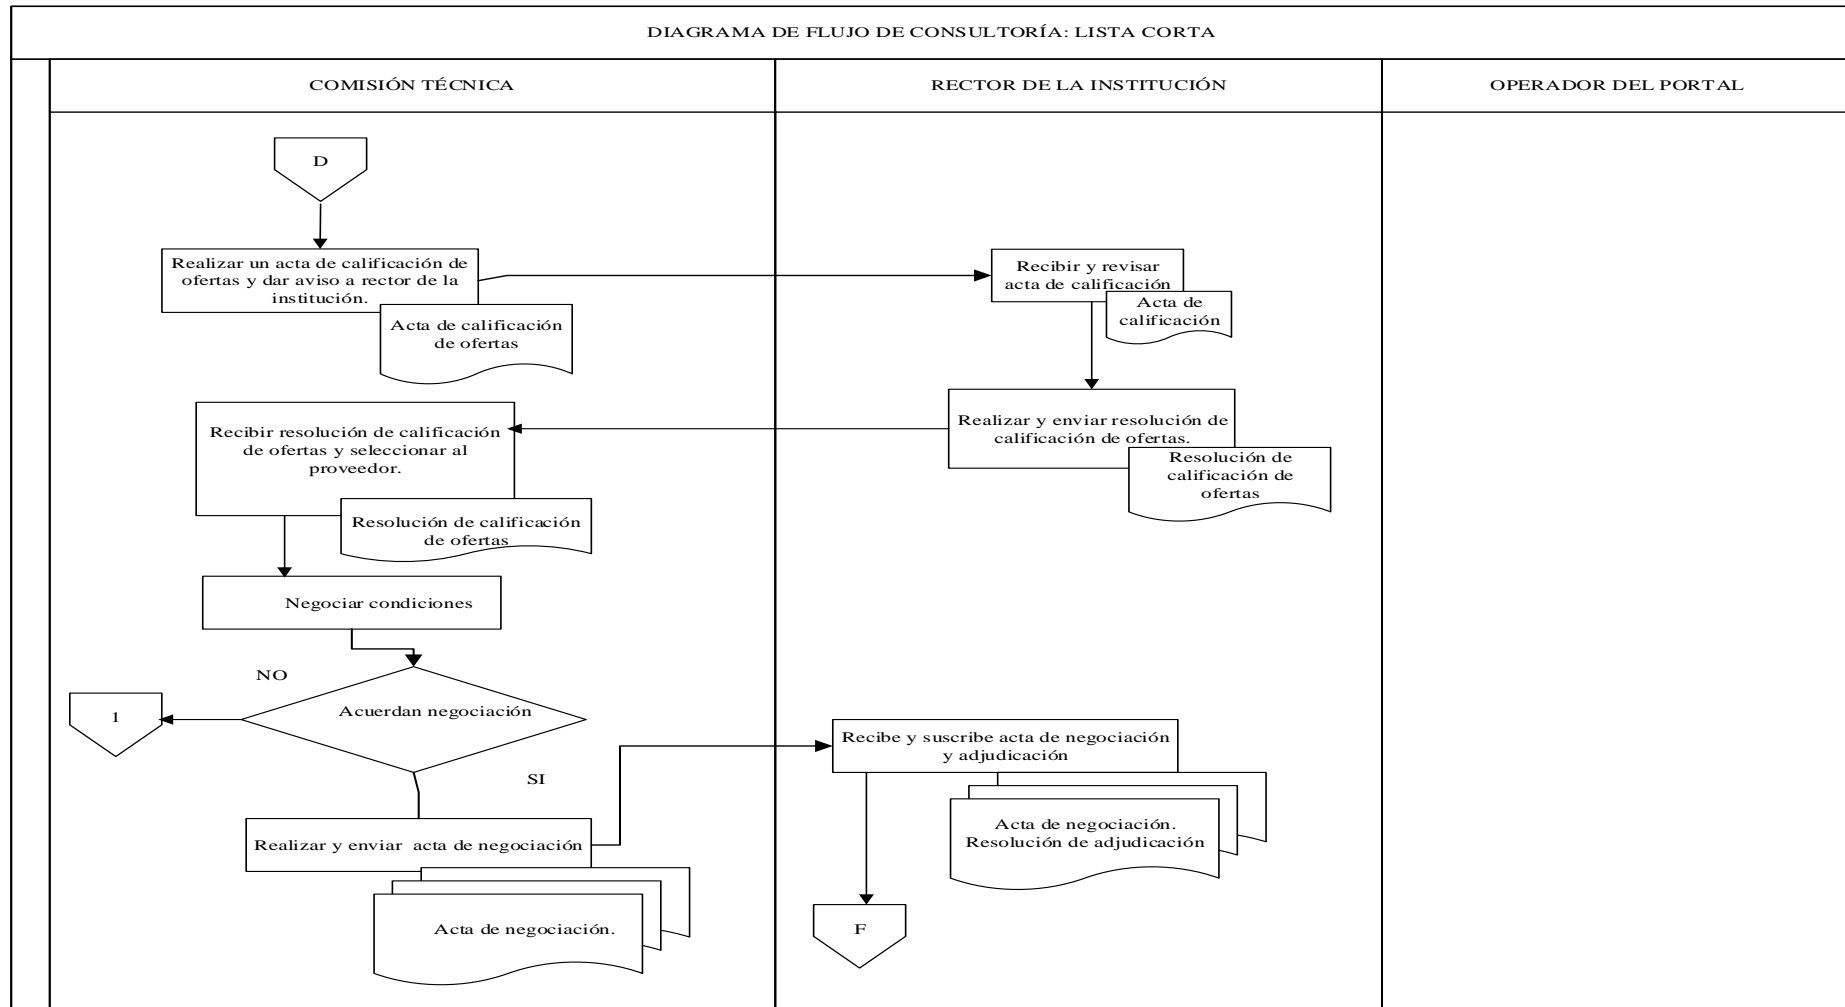 DIAGRAMA DE FLUJO DE CONSULTORÍA: LISTA CORTA
COMISIÓN TÉCNICA
RECTOR DE LA INSTITUCIÓN
OPERADOR DEL PORTAL
D
Realizar un acta de calificación de
ofertas y dar aviso a rector de la
institución.
Acta de calificación
de ofertas
Recibir y revisar
acta de calificación
Acta de
calificación
Realizar y enviar resolución de
calificación de ofertas.
Resolución de
calificación de
ofertas
Recibir resolución de calificación
de ofertas y seleccionar al
proveedor.
Resolución de calificación
de ofertas
Negociar condiciones
NO
Acuerdan negociación
1
SI
Realizar y enviar acta de negociación
Acta de negociación.
Recibe y suscribe acta de negociación
y adjudicación
Acta de negociación.
Resolución de adjudicación
F